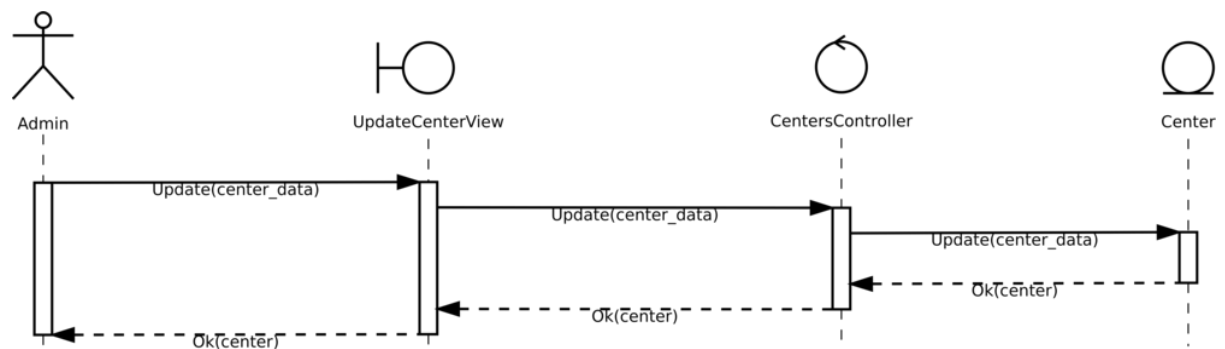 Admin
UpdateCenterView
CentersController
Center
Update(center_data)
Update(center_data)
Update(center_data)
Ok(center)
Ok(center)
Ok(center)